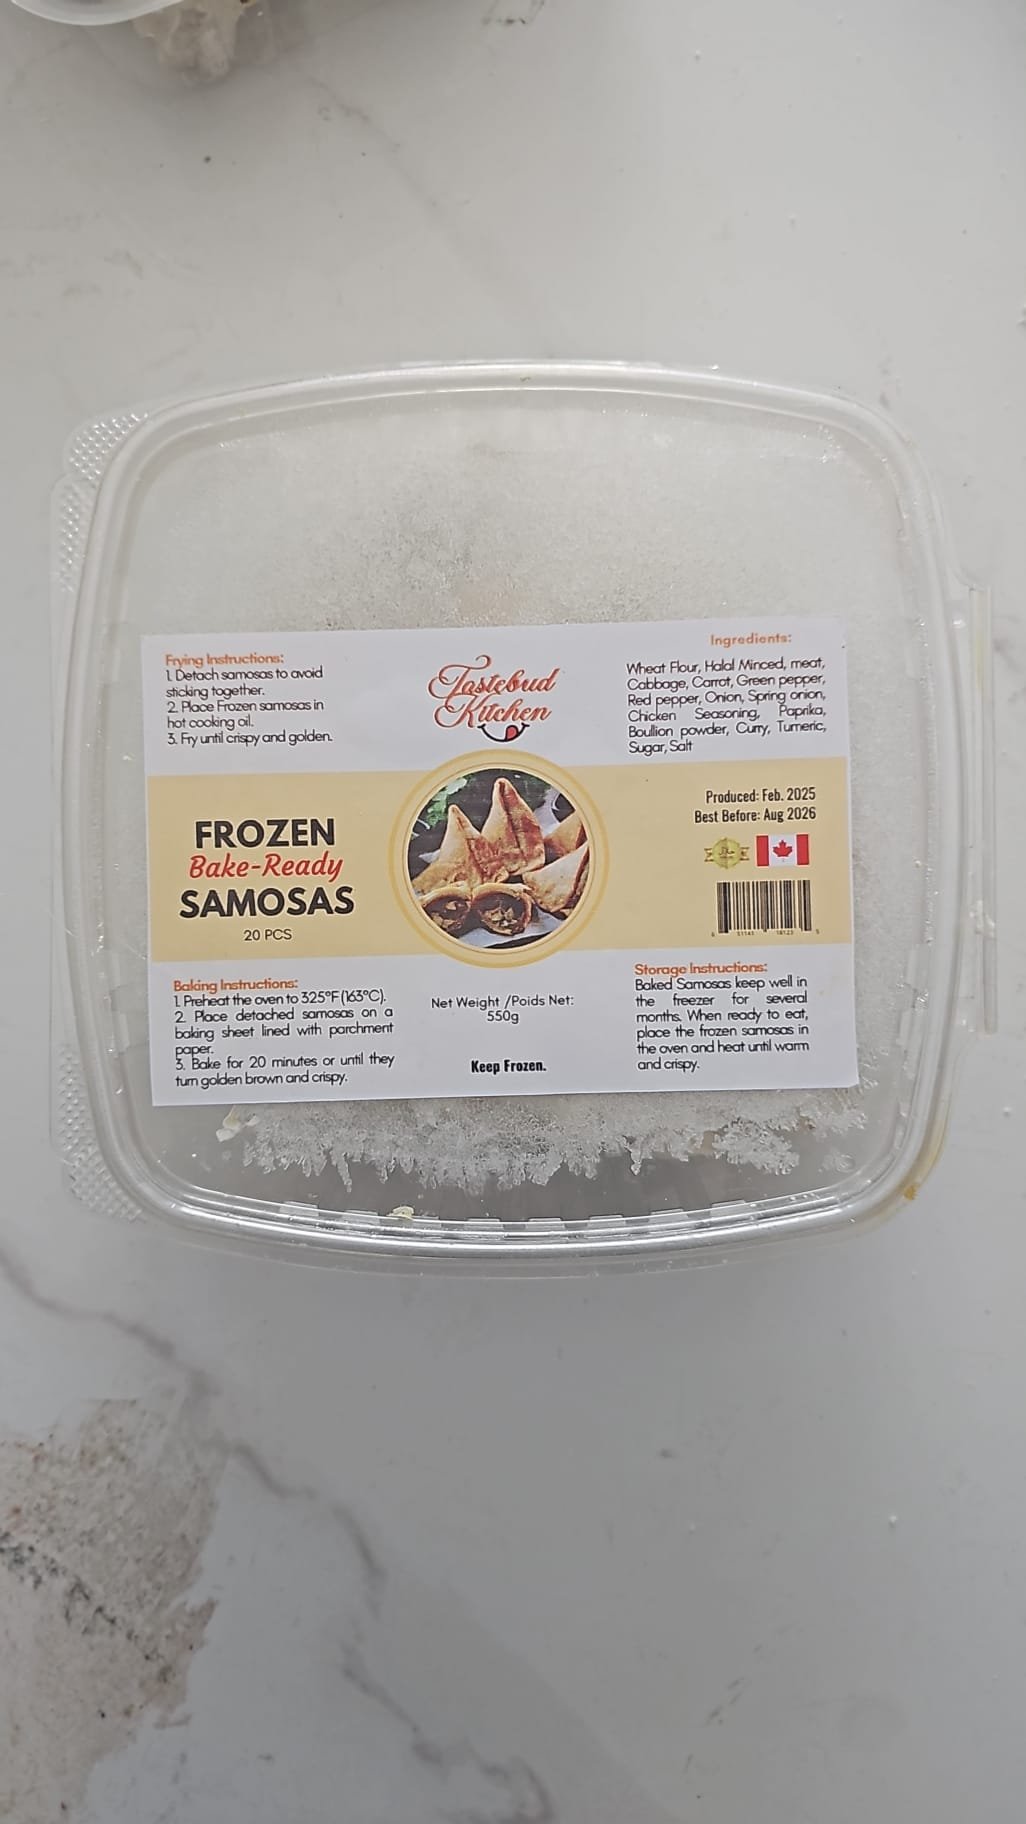 Frying Instructions:
1. Detach samosas to avoid
sticking together.
2. Place Frozen samosas in
hot cooking oil.
3. Fry until crispy and golden.
Tastebud
Kitchen
Ingredients:
Wheat Flour, Halal Minced, meat,
Cabbage, Carrot, Green pepper,
Red pepper, Onion, Spring onion,
Chicken Seasoning, Paprika,
Boullion powder, Curry, Tumeric,
Sugar, Salt
FROZEN
Bake-Ready
SAMOSAS
20 PCS
Produced: Feb. 2025
Best Before: Aug 2026
Baking Instructions:
1. Preheat the oven to 325°F (163°C).
2. Place detached samosas on a
baking sheet lined with parchment
paper.
3. Bake for 20 minutes or until they
turn golden brown and crispy.
Net Weight /Poids Net:
550g
Keep Frozen.
Storage Instructions:
Baked Samosas keep well in
the freezer for several
months. When ready to eat,
place the frozen samosas in
the oven and heat until warm
and crispy.